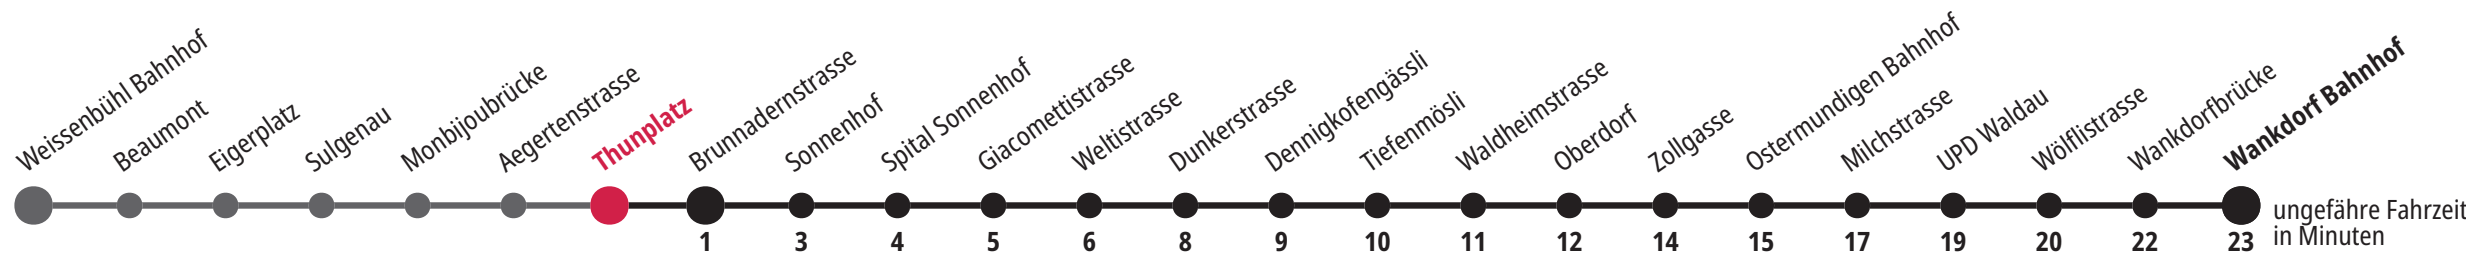 Weissenbühl Bahnhof
Beaumont
Eigerplatz
Sulgenau
Monbijoubrücke
Aegertenstrasse
Thunplatz
Brunnadernstrasse
Sonnenhof
Spital Sonnenhof
Giacomettistrasse
Weltistrasse
Dunkerstrasse
Dennigkofengässli
Tiefenmösli
Waldheimstrasse
Oberdorf
Zollgasse
Ostermundigen Bahnhof
Milchstrasse
UPD Waldau
Wölflistrasse
Wankdorfbrücke
Wankdorf Bahnhof
1 3 4 5 6 8 9 10 11 12 14 15 17 19 20 22 23
ungefähre Fahrzeit
in Minuten